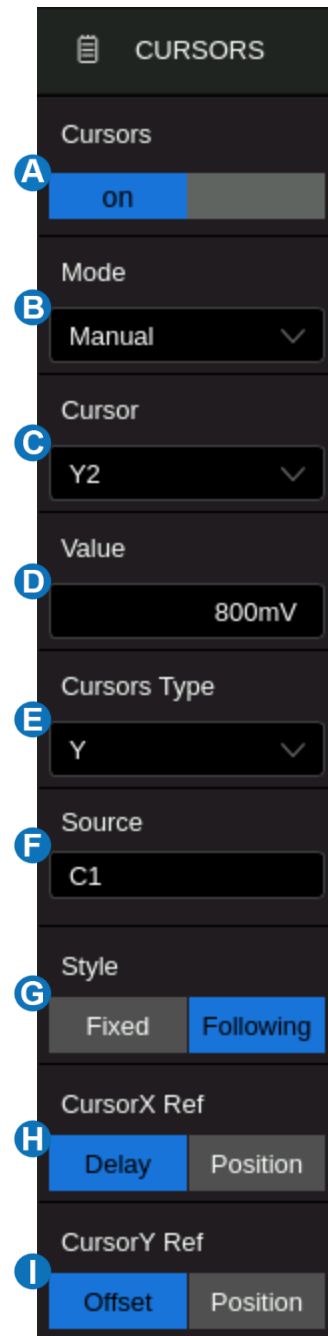 CURSORS
Cursors
A
on
Mode
B
Manual
Cursor
C
Y2
Value
D
800mV
Cursors Type
E
Y
Source
F
C1
Style
G
Fixed Following
CursorX Ref
H
Delay Position
CursorY Ref
I
Offset Position